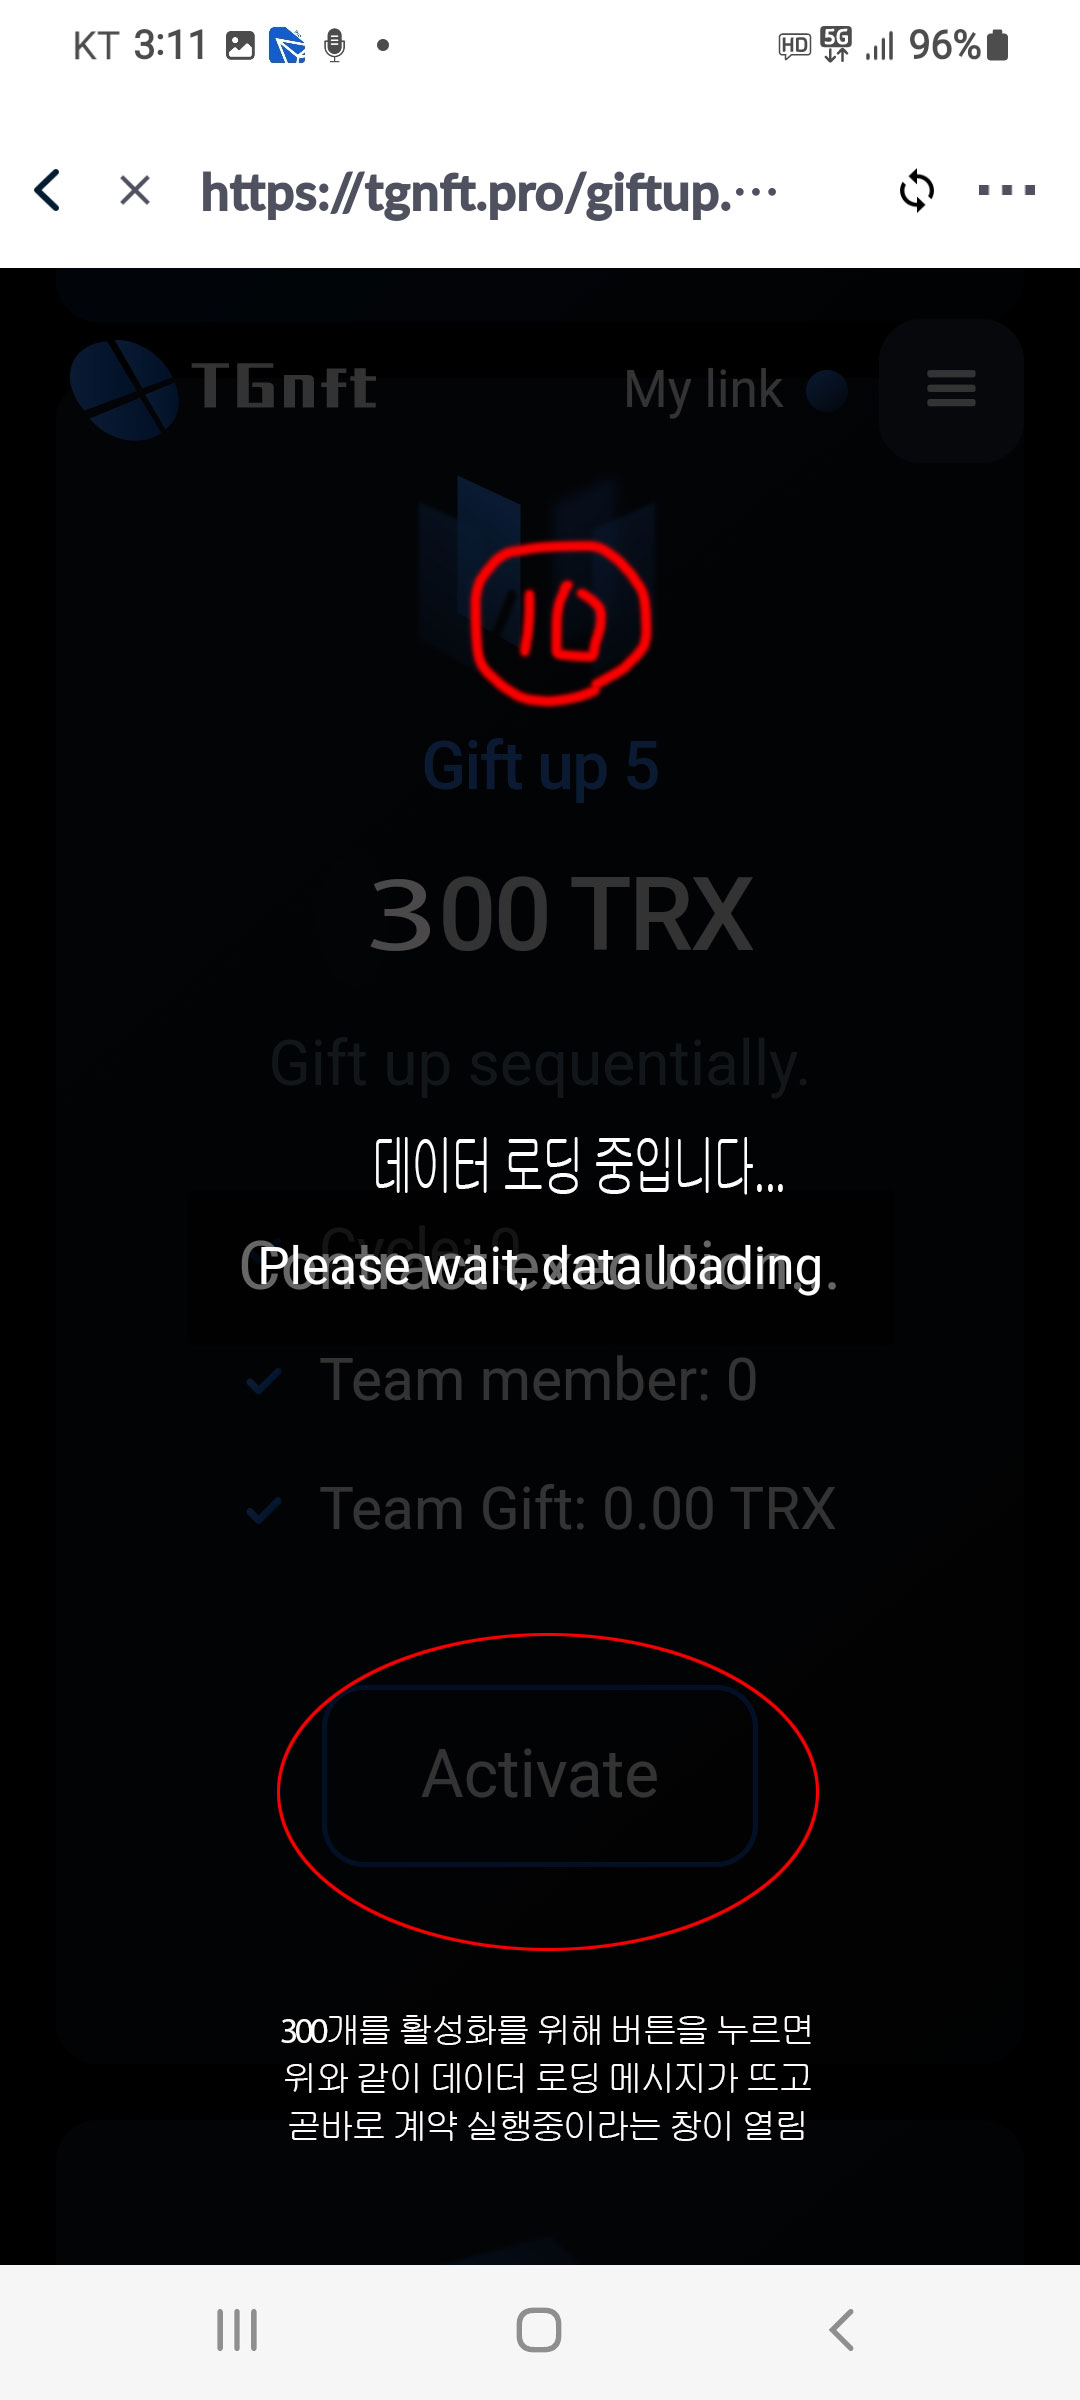 KT 3:11 HD 5G 96%
https://tgnft.pro/giftup.···
TGnft My link
10
Gift up 5
300 TRX
Gift up sequentially.
데이터 로딩 중입니다...
Cycle: 0
Contract execution...
Please wait, data loading.
Team member: 0
Team Gift: 0.00 TRX
Activate
300개를 활성화를 위해 버튼을 누르면
위와 같이 데이터 로딩 메시지가 뜨고
곧바로 계약 실행중이라는 창이 열림